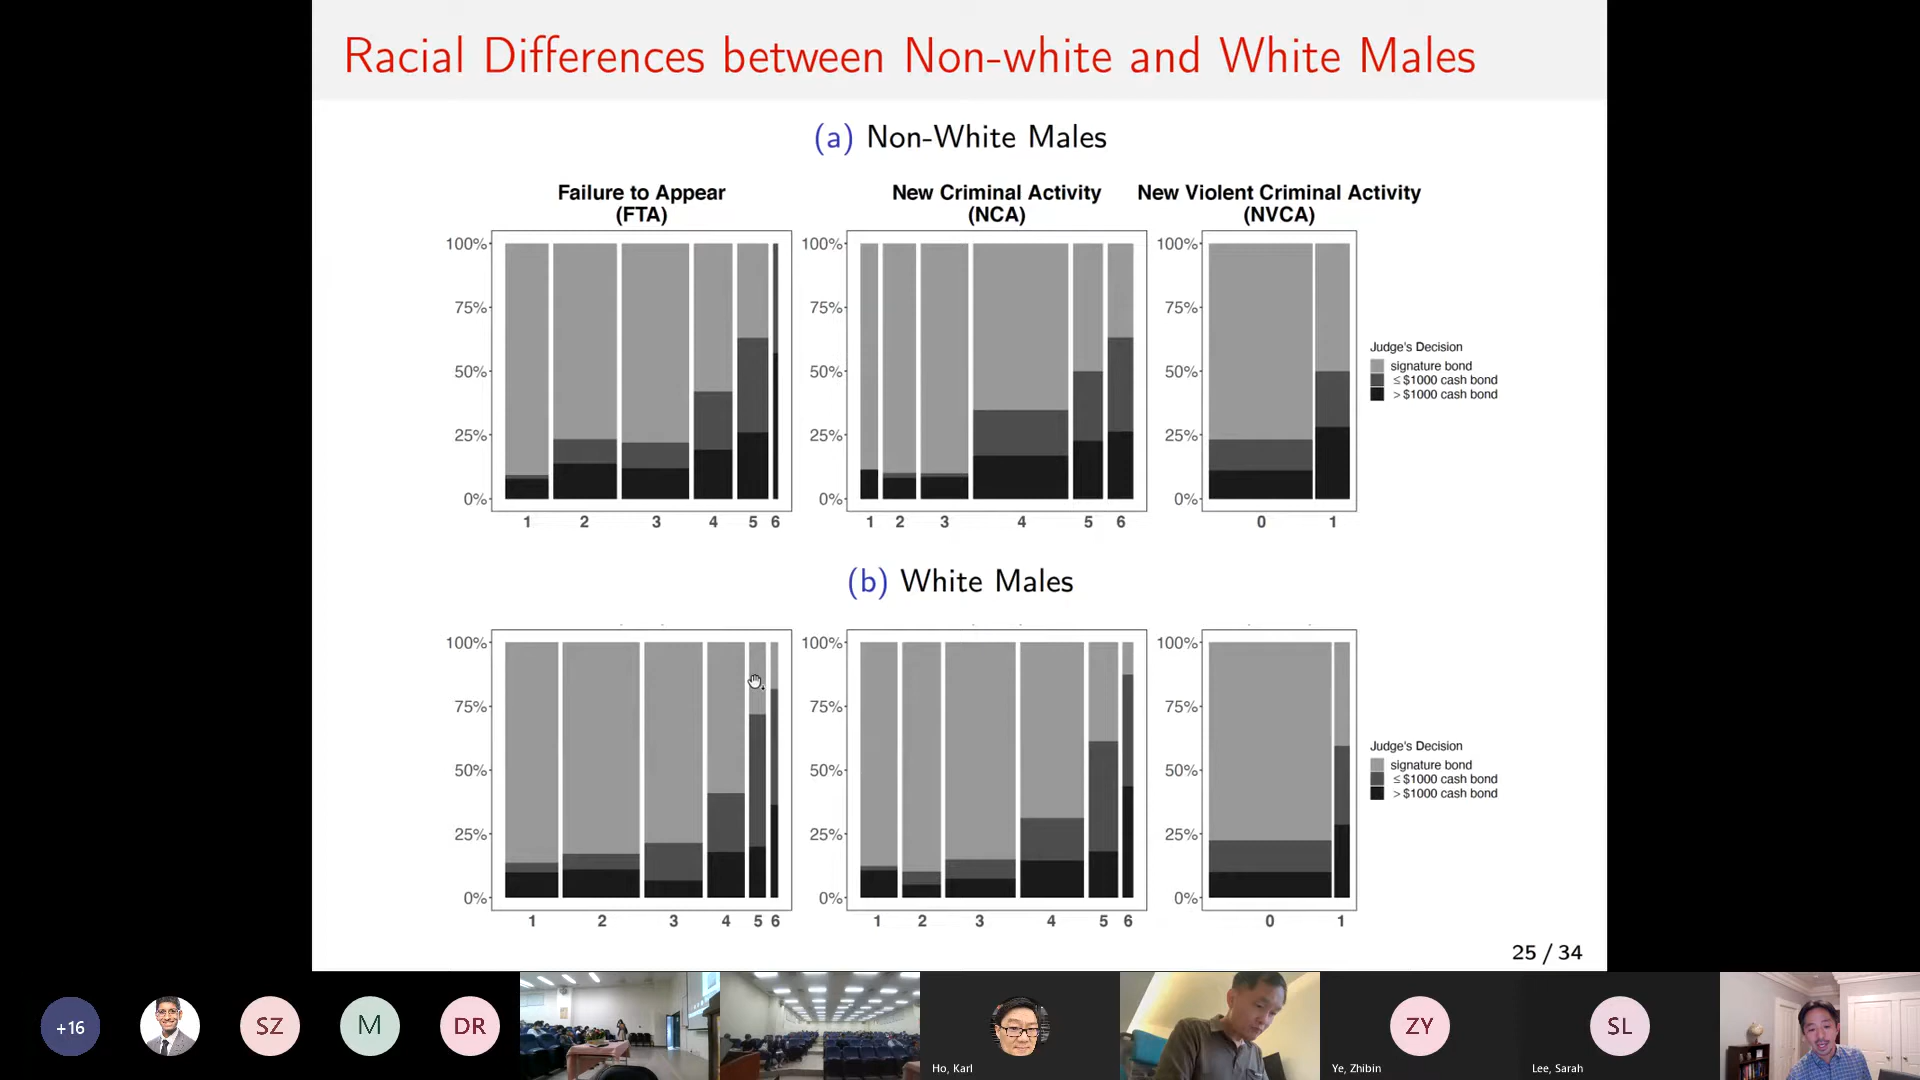 Racial Differences between Non-white and White Males
(a) Non-White Males
Failure to Appear
(FTA)
New Criminal Activity
(NCA)
New Violent Criminal Activity
(NVCA)
100%
75%
50%
25%
0%
1 2 3 4 5 6
100%
75%
50%
25%
0%
1 2 3 4 5 6
100%
75%
50%
25%
0%
0 1
Judge's Decision
signature bond
≤ $1000 cash bond
> $1000 cash bond
(b) White Males
100%
75%
50%
25%
0%
1 2 3 4 5 6
100%
75%
50%
25%
0%
1 2 3 4 5 6
100%
75%
50%
25%
0%
0 1
Judge's Decision
signature bond
≤ $1000 cash bond
> $1000 cash bond
25 / 34
+16
SZ
M
DR
Ho, Karl
ZY
Ye, Zhibin
SL
Lee, Sarah